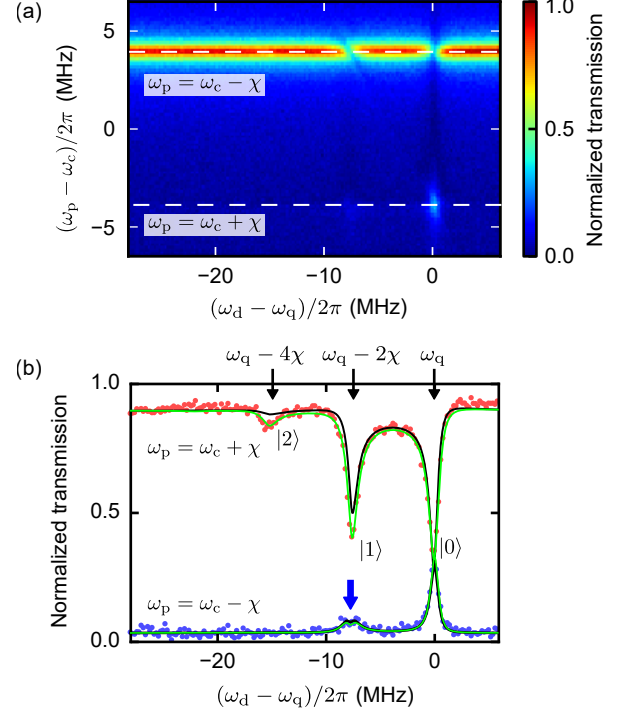 (a)
5
0
−5
(ωp − ωc)/2π (MHz)
ωp = ωc − χ
ωp = ωc + χ
−20
−10
0
(ωd − ωq)/2π (MHz)
1.0
0.5
0.0
Normalized transmission
(b)
ωq − 4χ
ωq − 2χ
ωq
1.0
0.5
0.0
Normalized transmission
|2⟩
ωp = ωc + χ
|1⟩
|0⟩
ωp = ωc − χ
−20
−10
0
(ωd − ωq)/2π (MHz)